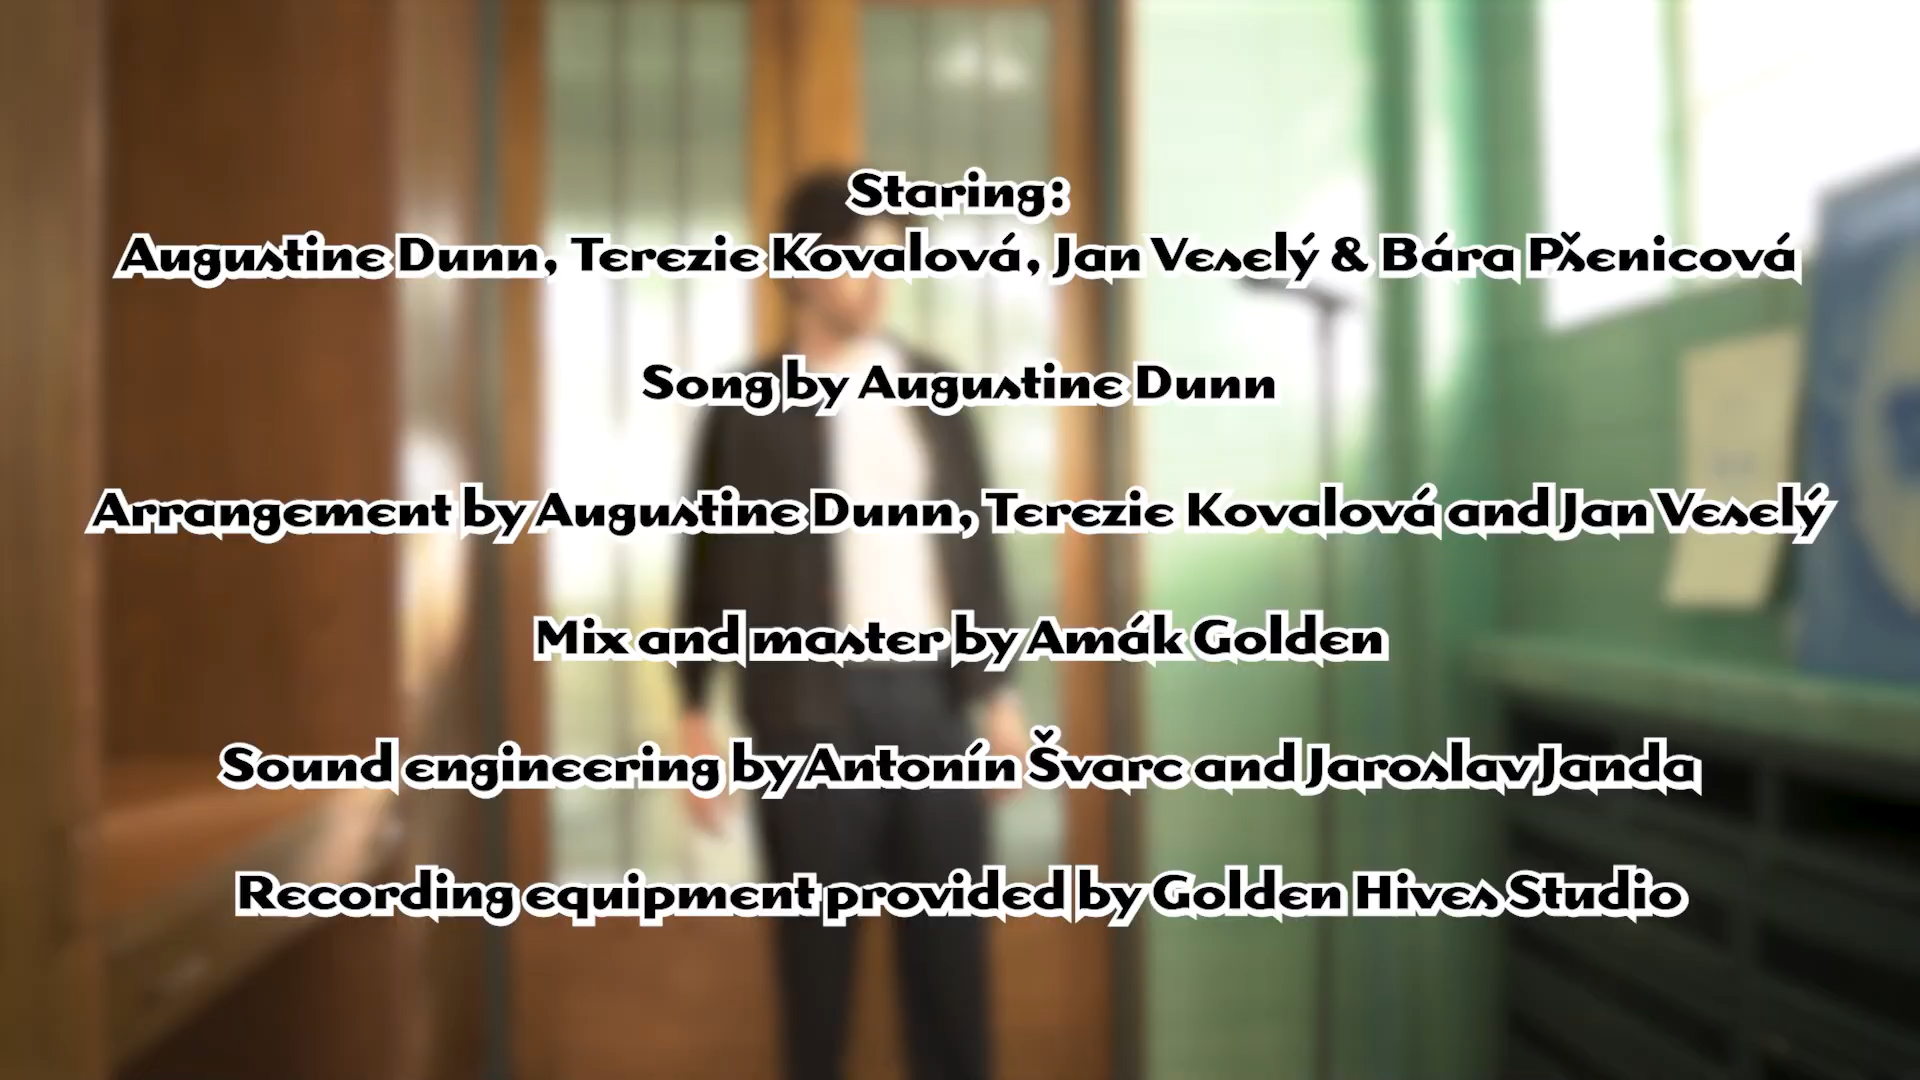 Staring:
Augustine Dunn, Terezie Kovalová, Jan Veselý & Bára Pšenicová
Song by Augustine Dunn
Arrangement by Augustine Dunn, Terezie Kovalová and Jan Veselý
Mix and master by Amák Golden
Sound engineering by Antonín Švarc and Jaroslav Janda
Recording equipment provided by Golden Hives Studio